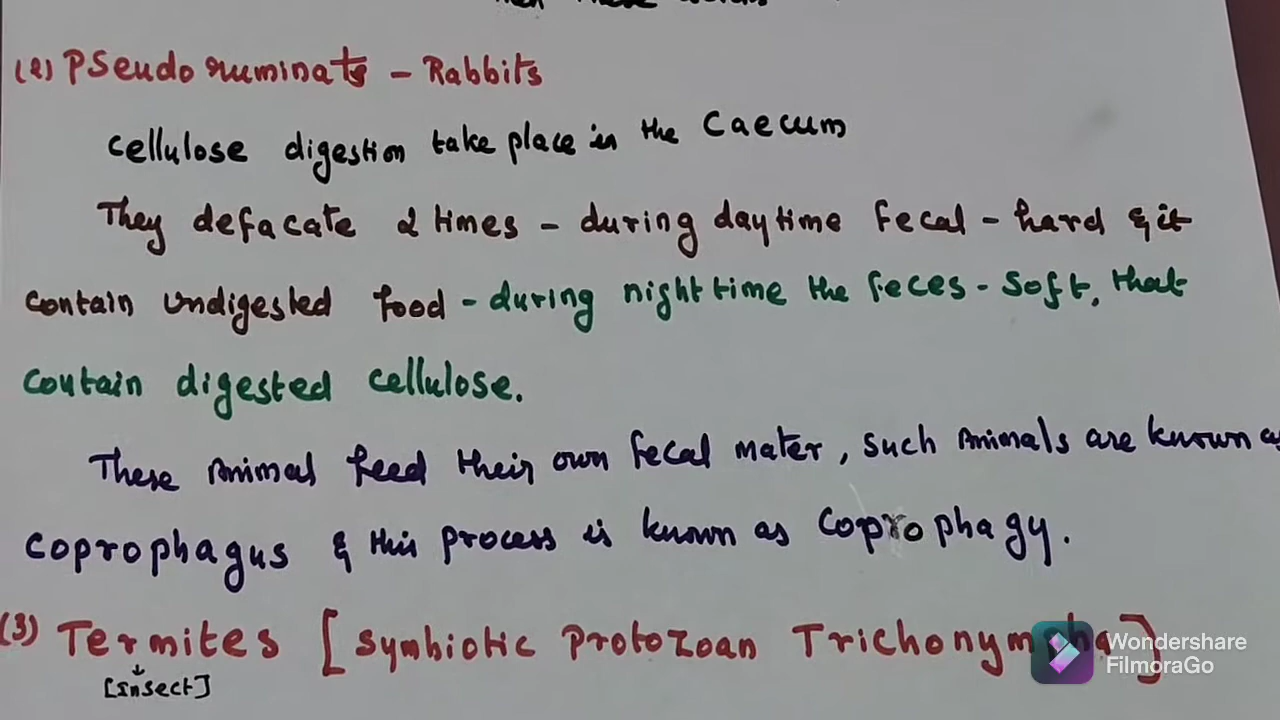 (2) Pseudo ruminats - Rabbits
cellulose digestion take place in the Caecum
They defacate 2 times - during daytime Fecal - hard & it
contain undigested food - during night time the feces - soft, that
contain digested cellulose.
These Animal feed their own fecal mater, such Animals are known as
coprophagus & this process is known as coprophagy.
(3) Termites [symbiotic protozoan Trichonympha]
[insect]
Wondershare
FilmoraGo